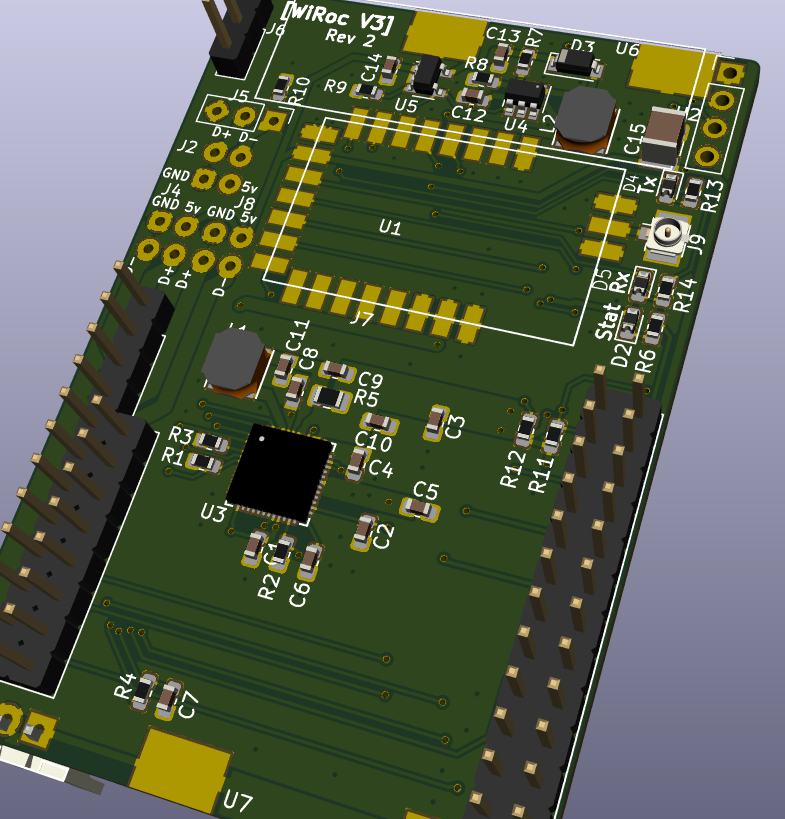 [WiRoc V3]
Rev 2
J6
C13
R7
D3
U6
C14
R8
R9
R10
U5
C12
U4
C15
J5
D+ D-
J2
GND
5v
J4
J8
GND 5v GND 5v
D+
D+
D-
U1
D4
Tx
R13
J9
D5
Rx
R14
Stat
D2
R6
J7
C11
C8
C9
R5
C10
C3
R3
R1
C4
U3
C5
C2
R12
R11
R2
C6
R4
C7
U7